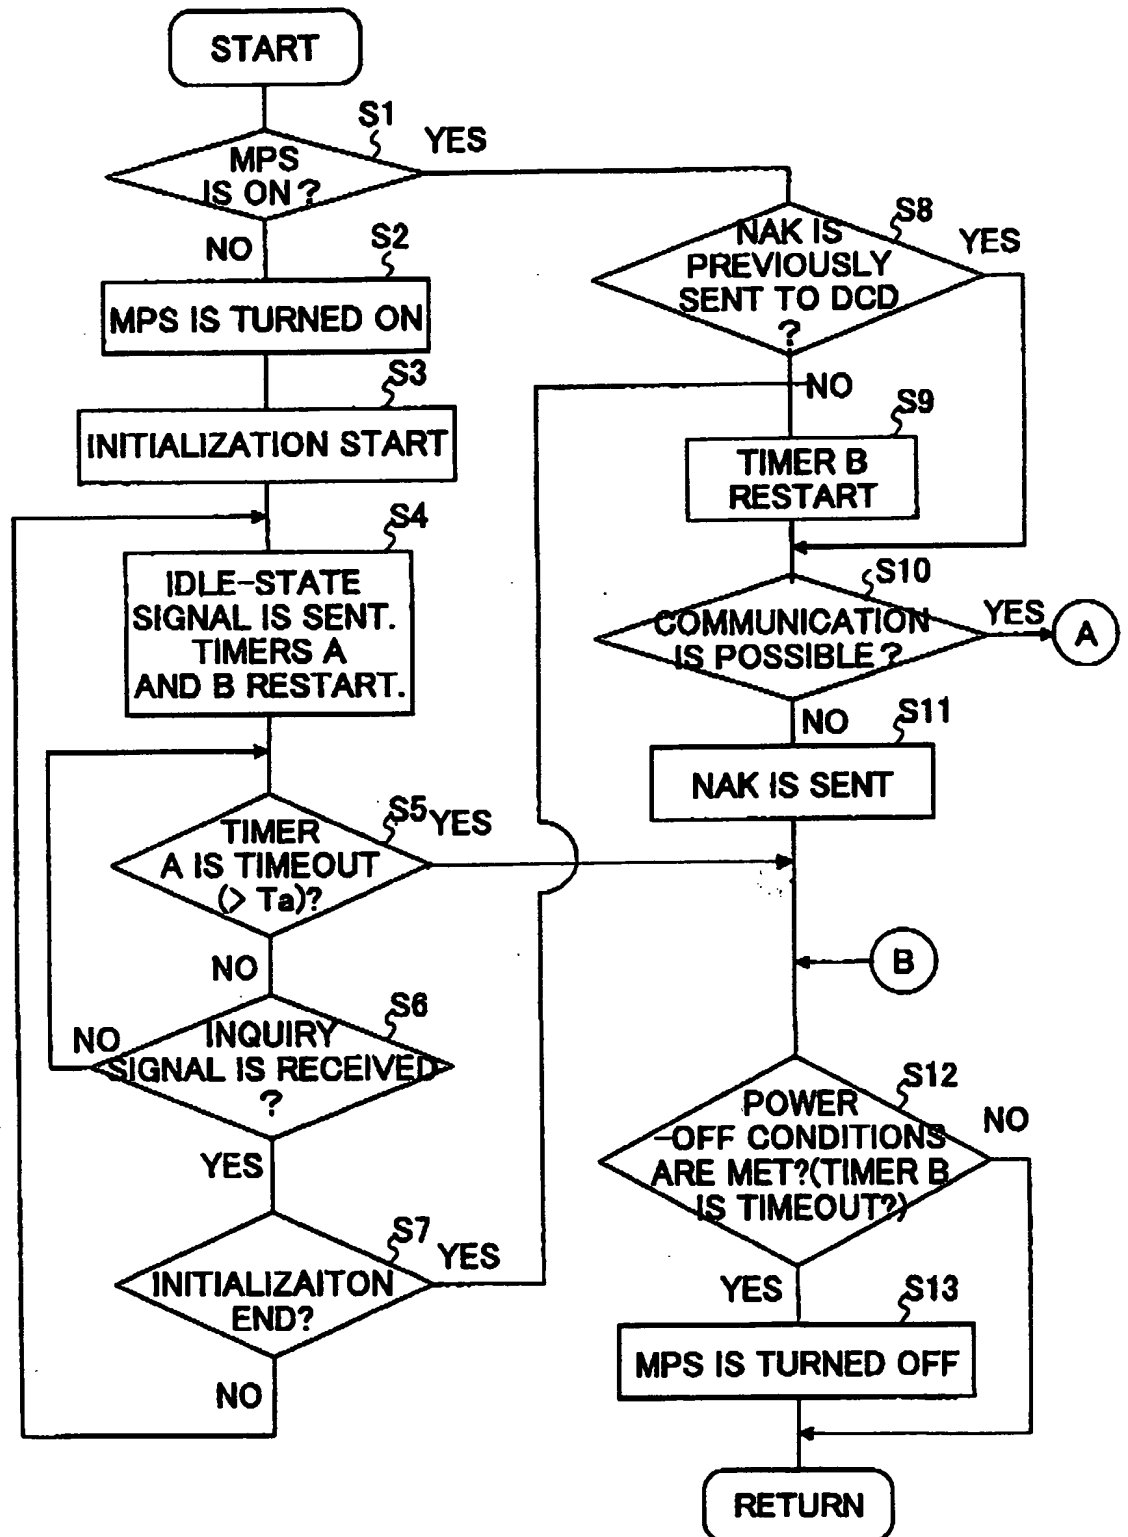 START
S1
YES
MPS
IS ON?
NO
S2
MPS IS TURNED ON
S3
INITIALIZATION START
S4
IDLE-STATE
SIGNAL IS SENT.
TIMERS A
AND B RESTART.
S5
YES
TIMER
A IS TIMEOUT
(> Ta)?
NO
S6
NO
INQUIRY
SIGNAL IS RECEIVED
?
YES
S7
YES
INITIALIZAITON
END?
NO
S8
YES
NAK IS
PREVIOUSLY
SENT TO DCD
?
NO
S9
TIMER B
RESTART
S10
YES
A
COMMUNICATION
IS POSSIBLE?
NO
S11
NAK IS SENT
B
S12
NO
POWER
-OFF CONDITIONS
ARE MET?(TIMER B
IS TIMEOUT?)
YES
S13
MPS IS TURNED OFF
RETURN